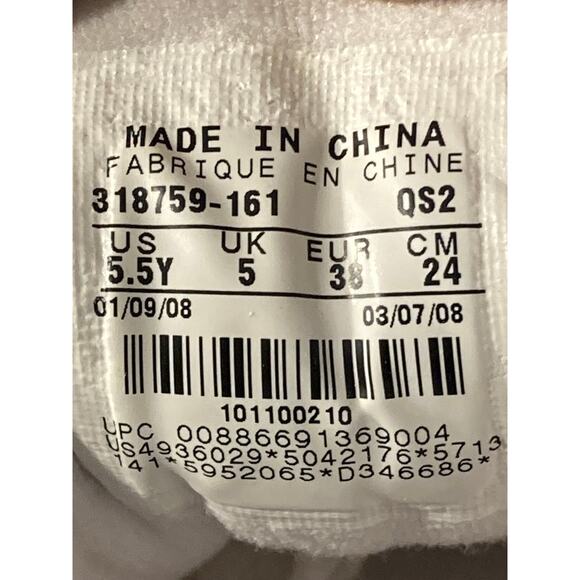 MADE IN CHINA
FABRIQUE EN CHINE
318759-161 QS2
US UK EUR CM
5.5Y 5 38 24
01/09/08 03/07/08
101100210
UPC 00886691369004
US4936029*5042176*5713
141*5952065*D346686*